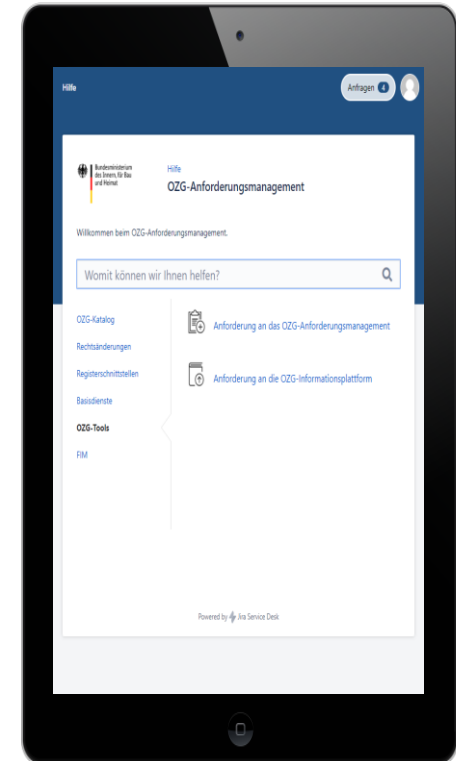 Hilfe
Anfragen 4
Bundesministerium
des Innern, für Bau
und Heimat
Hilfe
OZG-Anforderungsmanagement
Willkommen beim OZG-Anforderungsmanagement.
Womit können wir Ihnen helfen?
OZG-Katalog
Rechtsänderungen
Registerschnittstellen
Basisdienste
OZG-Tools
FIM
Anforderung an das OZG-Anforderungsmanagement
Anforderung an die OZG-Informationsplattform
Powered by Jira Service Desk